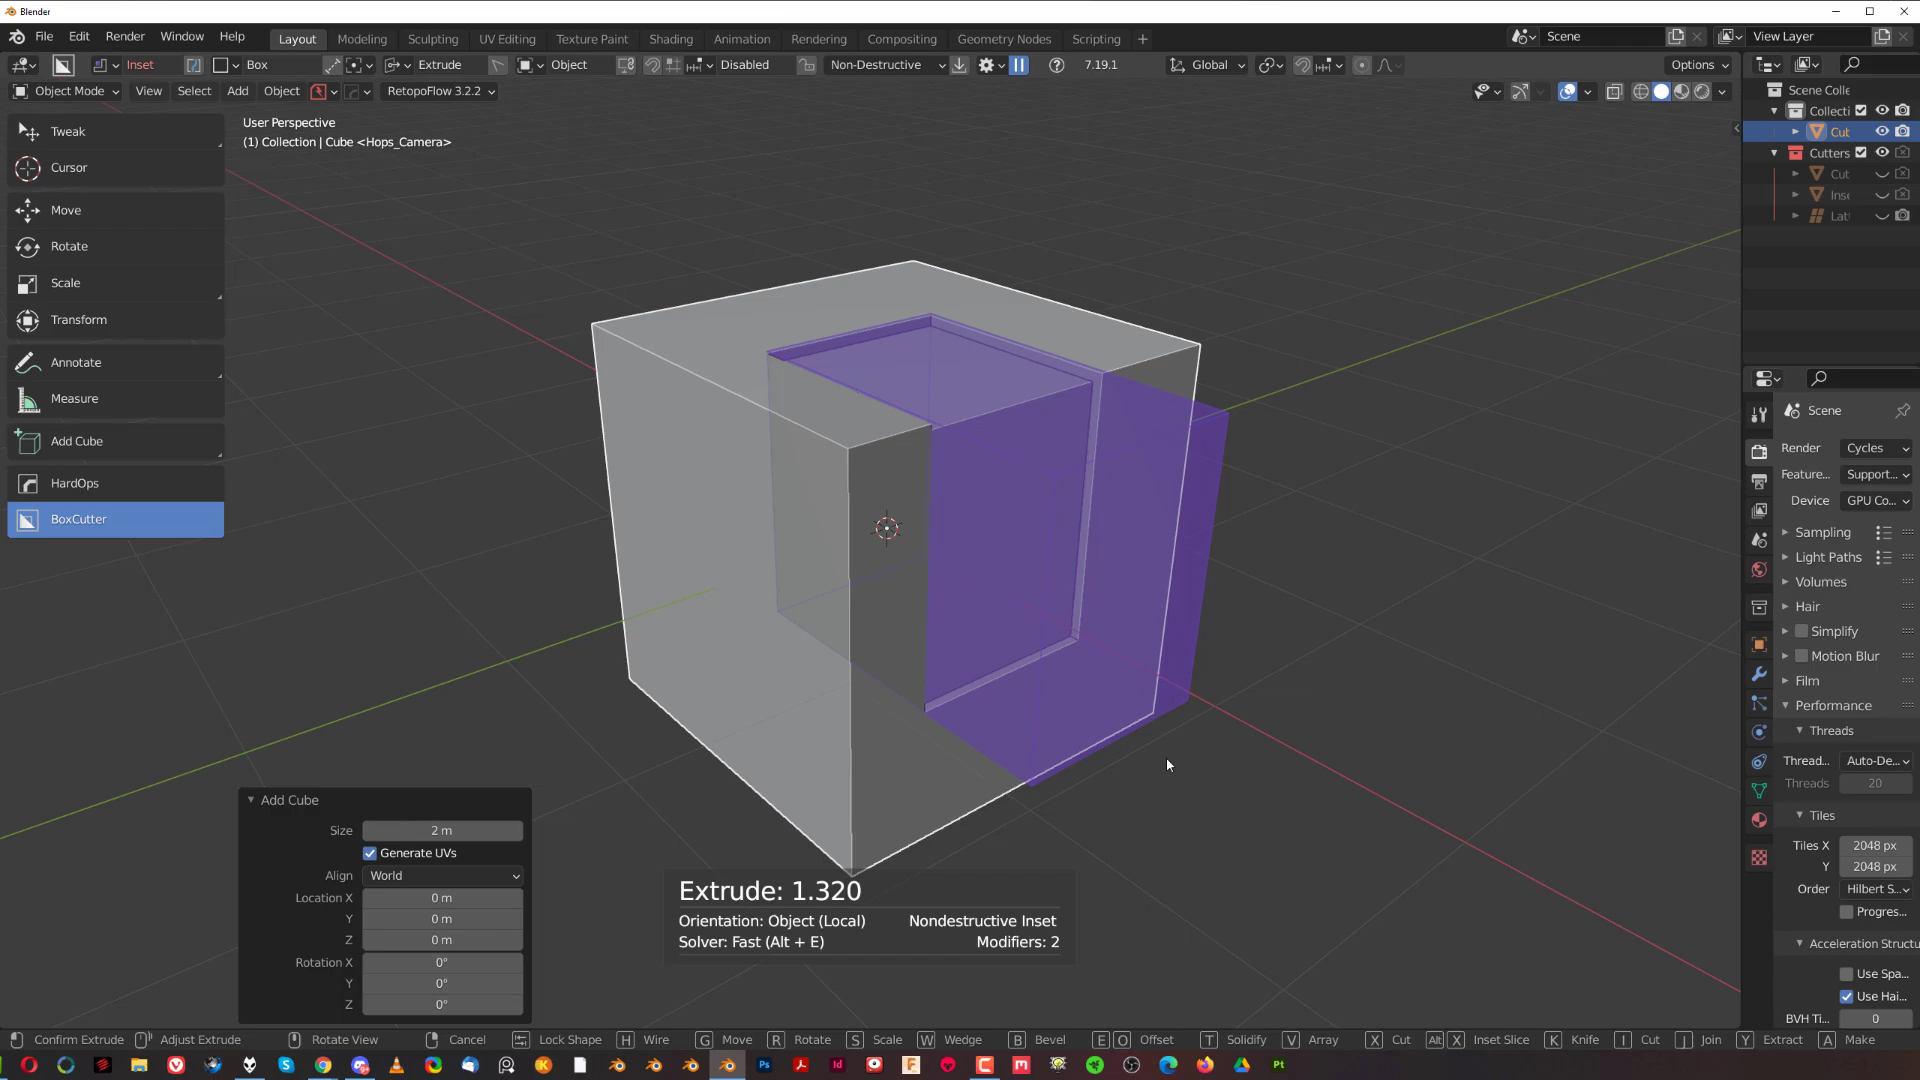 Blender
File Edit Render Window Help
Layout Modeling Sculpting UV Editing Texture Paint Shading Animation Rendering Compositing Geometry Nodes Scripting +
Scene
View Layer
Inset Box Extrude Object Disabled Non-Destructive 7.19.1 Global Options
Object Mode View Select Add Object RetopoFlow 3.2.2
User Perspective
(1) Collection | Cube <Hops_Camera>
Tweak
Cursor
Move
Rotate
Scale
Transform
Annotate
Measure
Add Cube
HardOps
BoxCutter
Add Cube
Size 2 m
Generate UVs
Align World
Location X 0 m
Y 0 m
Z 0 m
Rotation X 0°
Y 0°
Z 0°
Extrude: 1.320
Orientation: Object (Local) Nondestructive Inset
Solver: Fast (Alt + E) Modifiers: 2
Scene Colle
Collecti
Cut
Cutters
Cut
Inse
Lat
Scene
Render Cycles
Feature... Support...
Device GPU Co...
Sampling
Light Paths
Volumes
Hair
Simplify
Motion Blur
Film
Performance
Threads
Thread... Auto-De...
Threads 20
Tiles
Tiles X 2048 px
Y 2048 px
Order Hilbert S...
Progres...
Acceleration Structu
Use Spa...
Use Hai...
BVH Ti... 0
Confirm Extrude Adjust Extrude Rotate View Cancel Lock Shape H Wire G Move R Rotate S Scale W Wedge B Bevel E O Offset T Solidify V Array X Cut Alt X Inset Slice K Knife I Cut J Join Y Extract A Make
Ps Id Pt